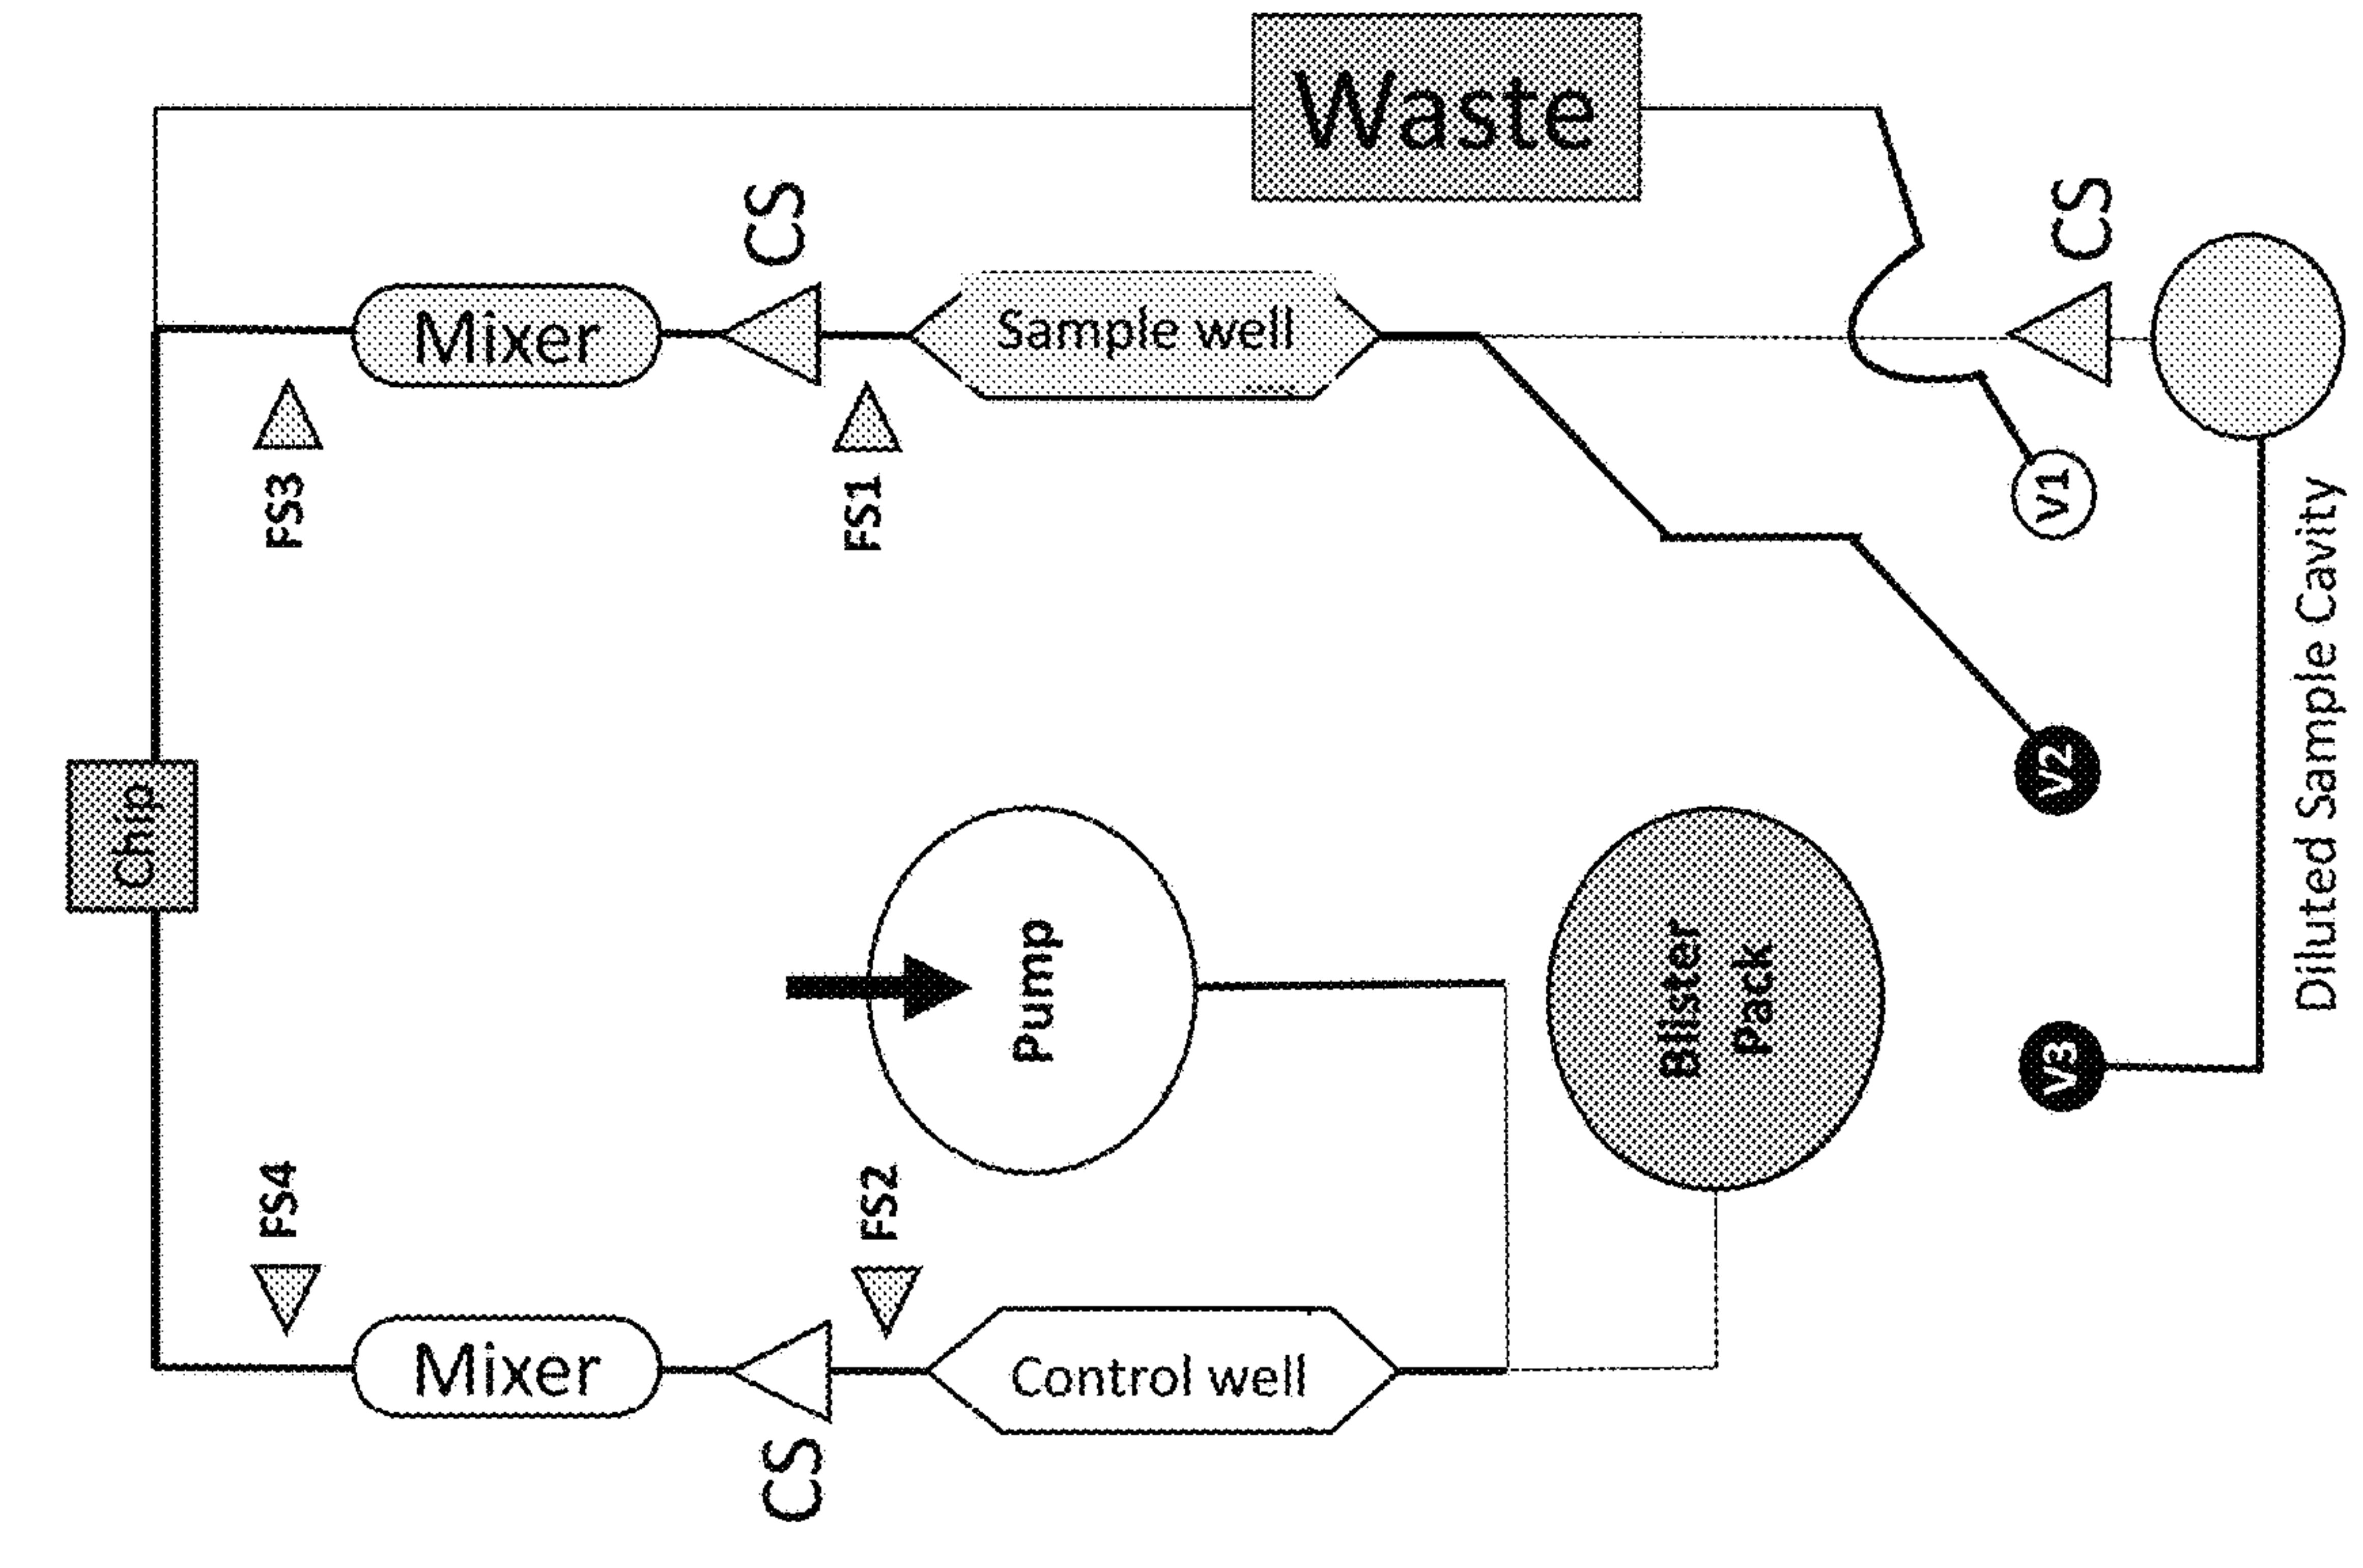 Waste
CS
CS
Mixer
Sample well
FS3
FS1
V1
Chip
V2
Pump
Blister
Pack
Diluted Sample Cavity
V3
FS4
FS2
Mixer
Control well
CS